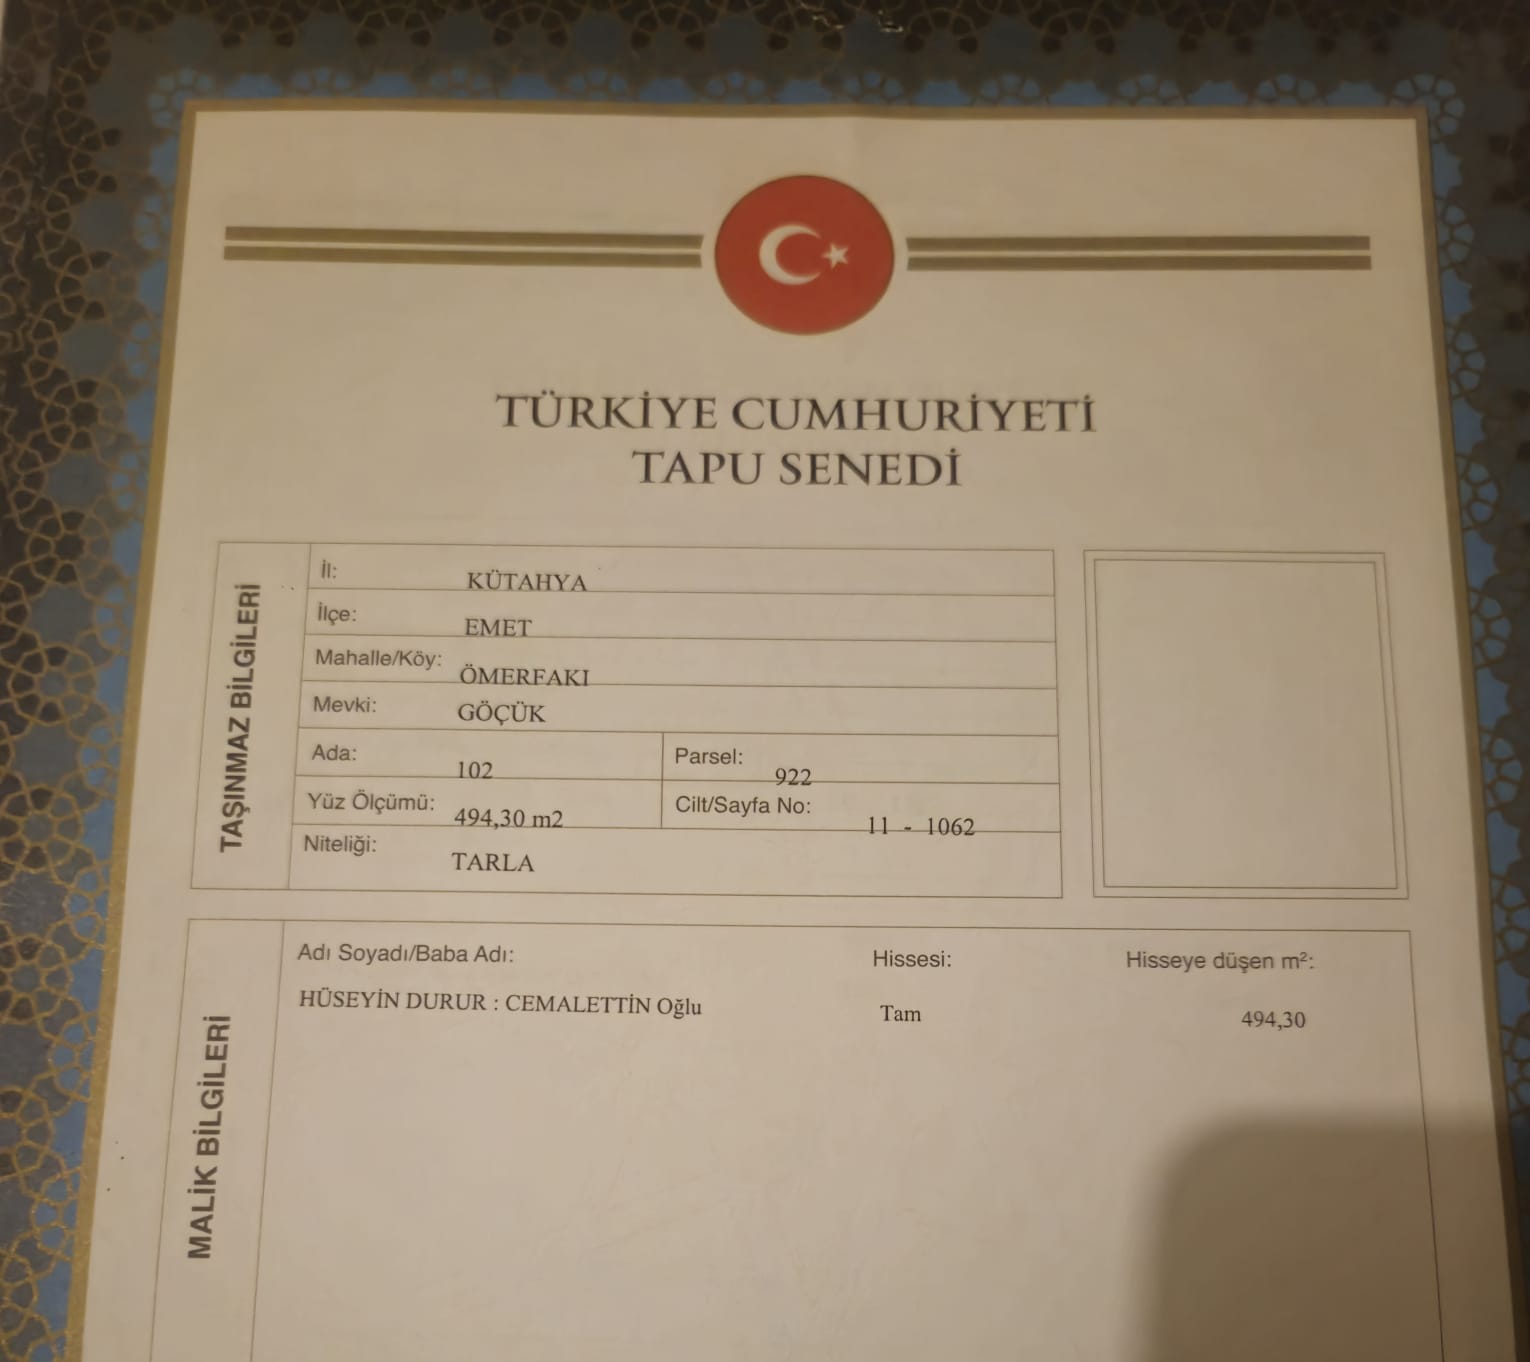 TÜRKİYE CUMHURİYETİ
TAPU SENEDİ
TAŞINMAZ BİLGİLERİ
İl: KÜTAHYA
İlçe: EMET
Mahalle/Köy: ÖMERFAKI
Mevki: GÖÇÜK
Ada: 102 Parsel: 922
Yüz Ölçümü: 494,30 m2 Cilt/Sayfa No: 11 - 1062
Niteliği: TARLA
MALİK BİLGİLERİ
Adı Soyadı/Baba Adı: Hissesi: Hisseye düşen m²:
HÜSEYİN DURUR : CEMALETTİN Oğlu Tam 494,30